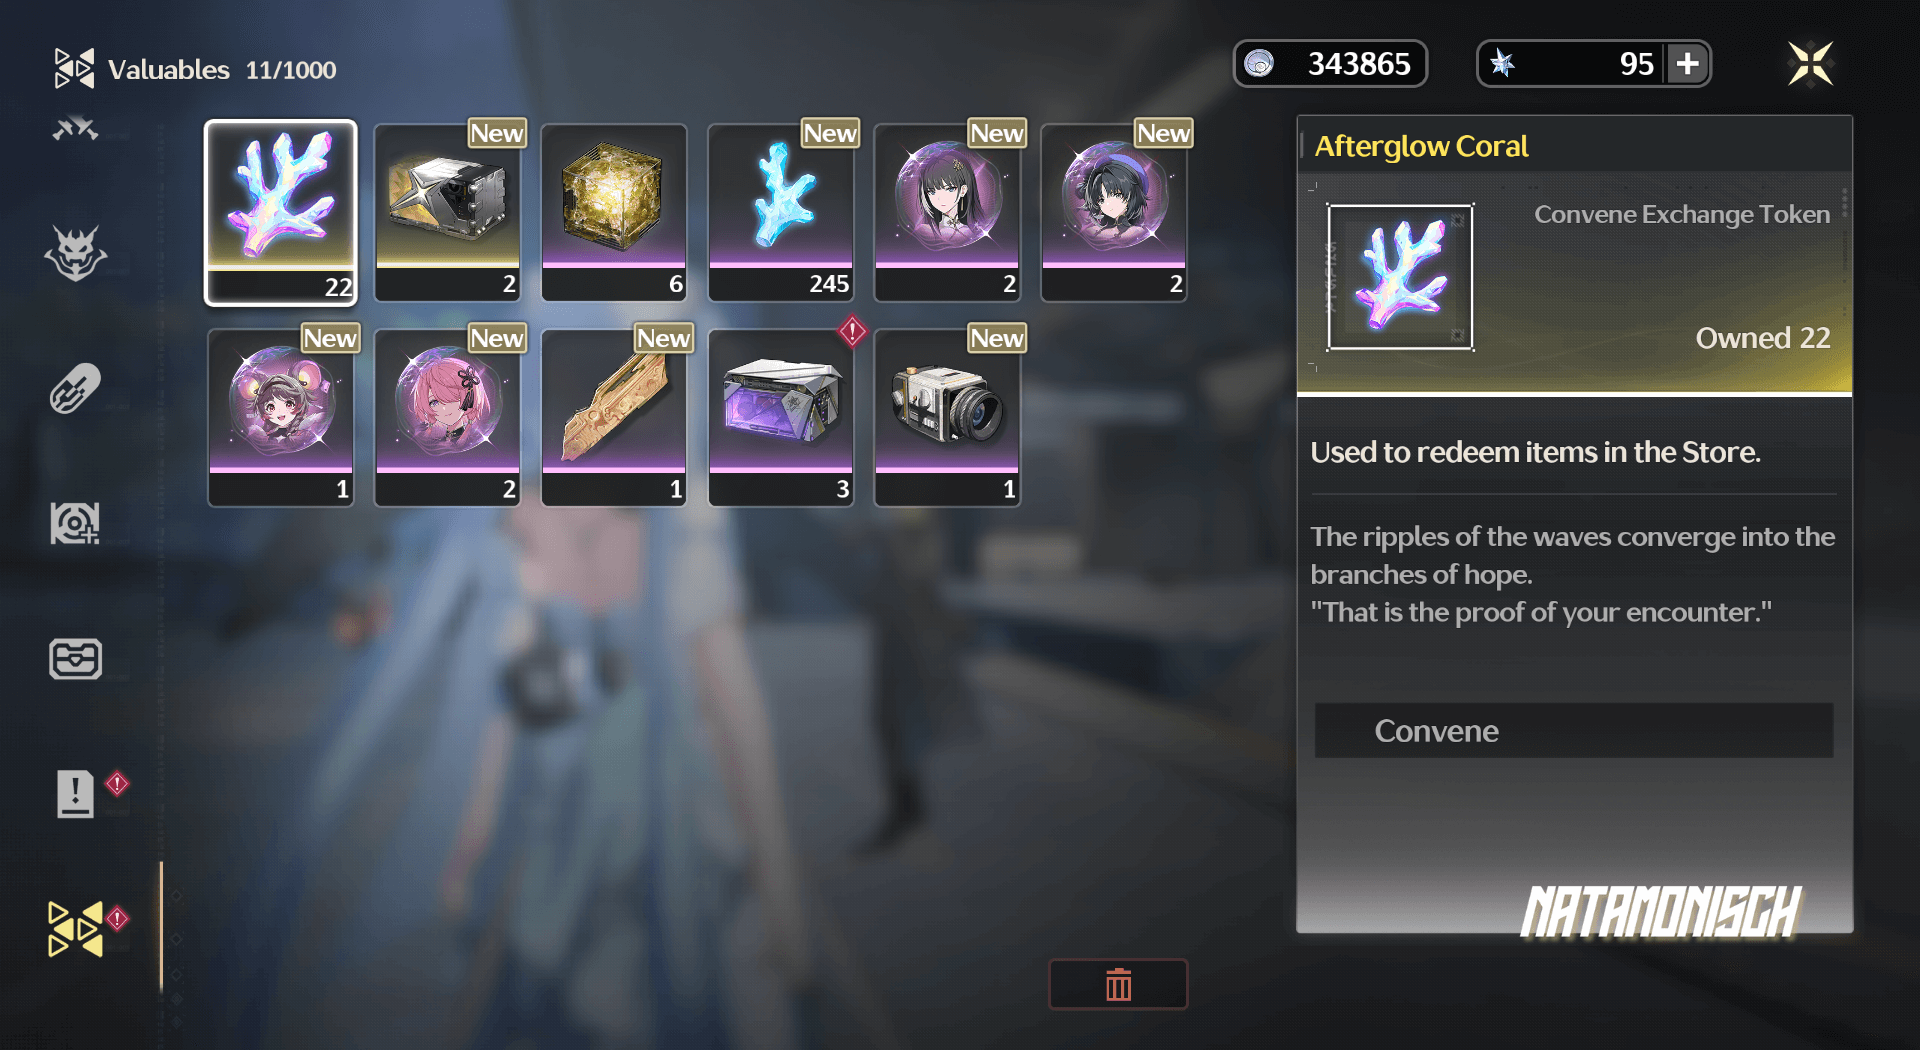 Valuables 11/1000
343865
95
22
New
2
6
New
245
New
2
New
2
New
1
New
2
New
1
3
New
1
Afterglow Coral
Convene Exchange Token
Owned 22
Used to redeem items in the Store.
The ripples of the waves converge into the
branches of hope.
"That is the proof of your encounter."
Convene
NATAMONISCH